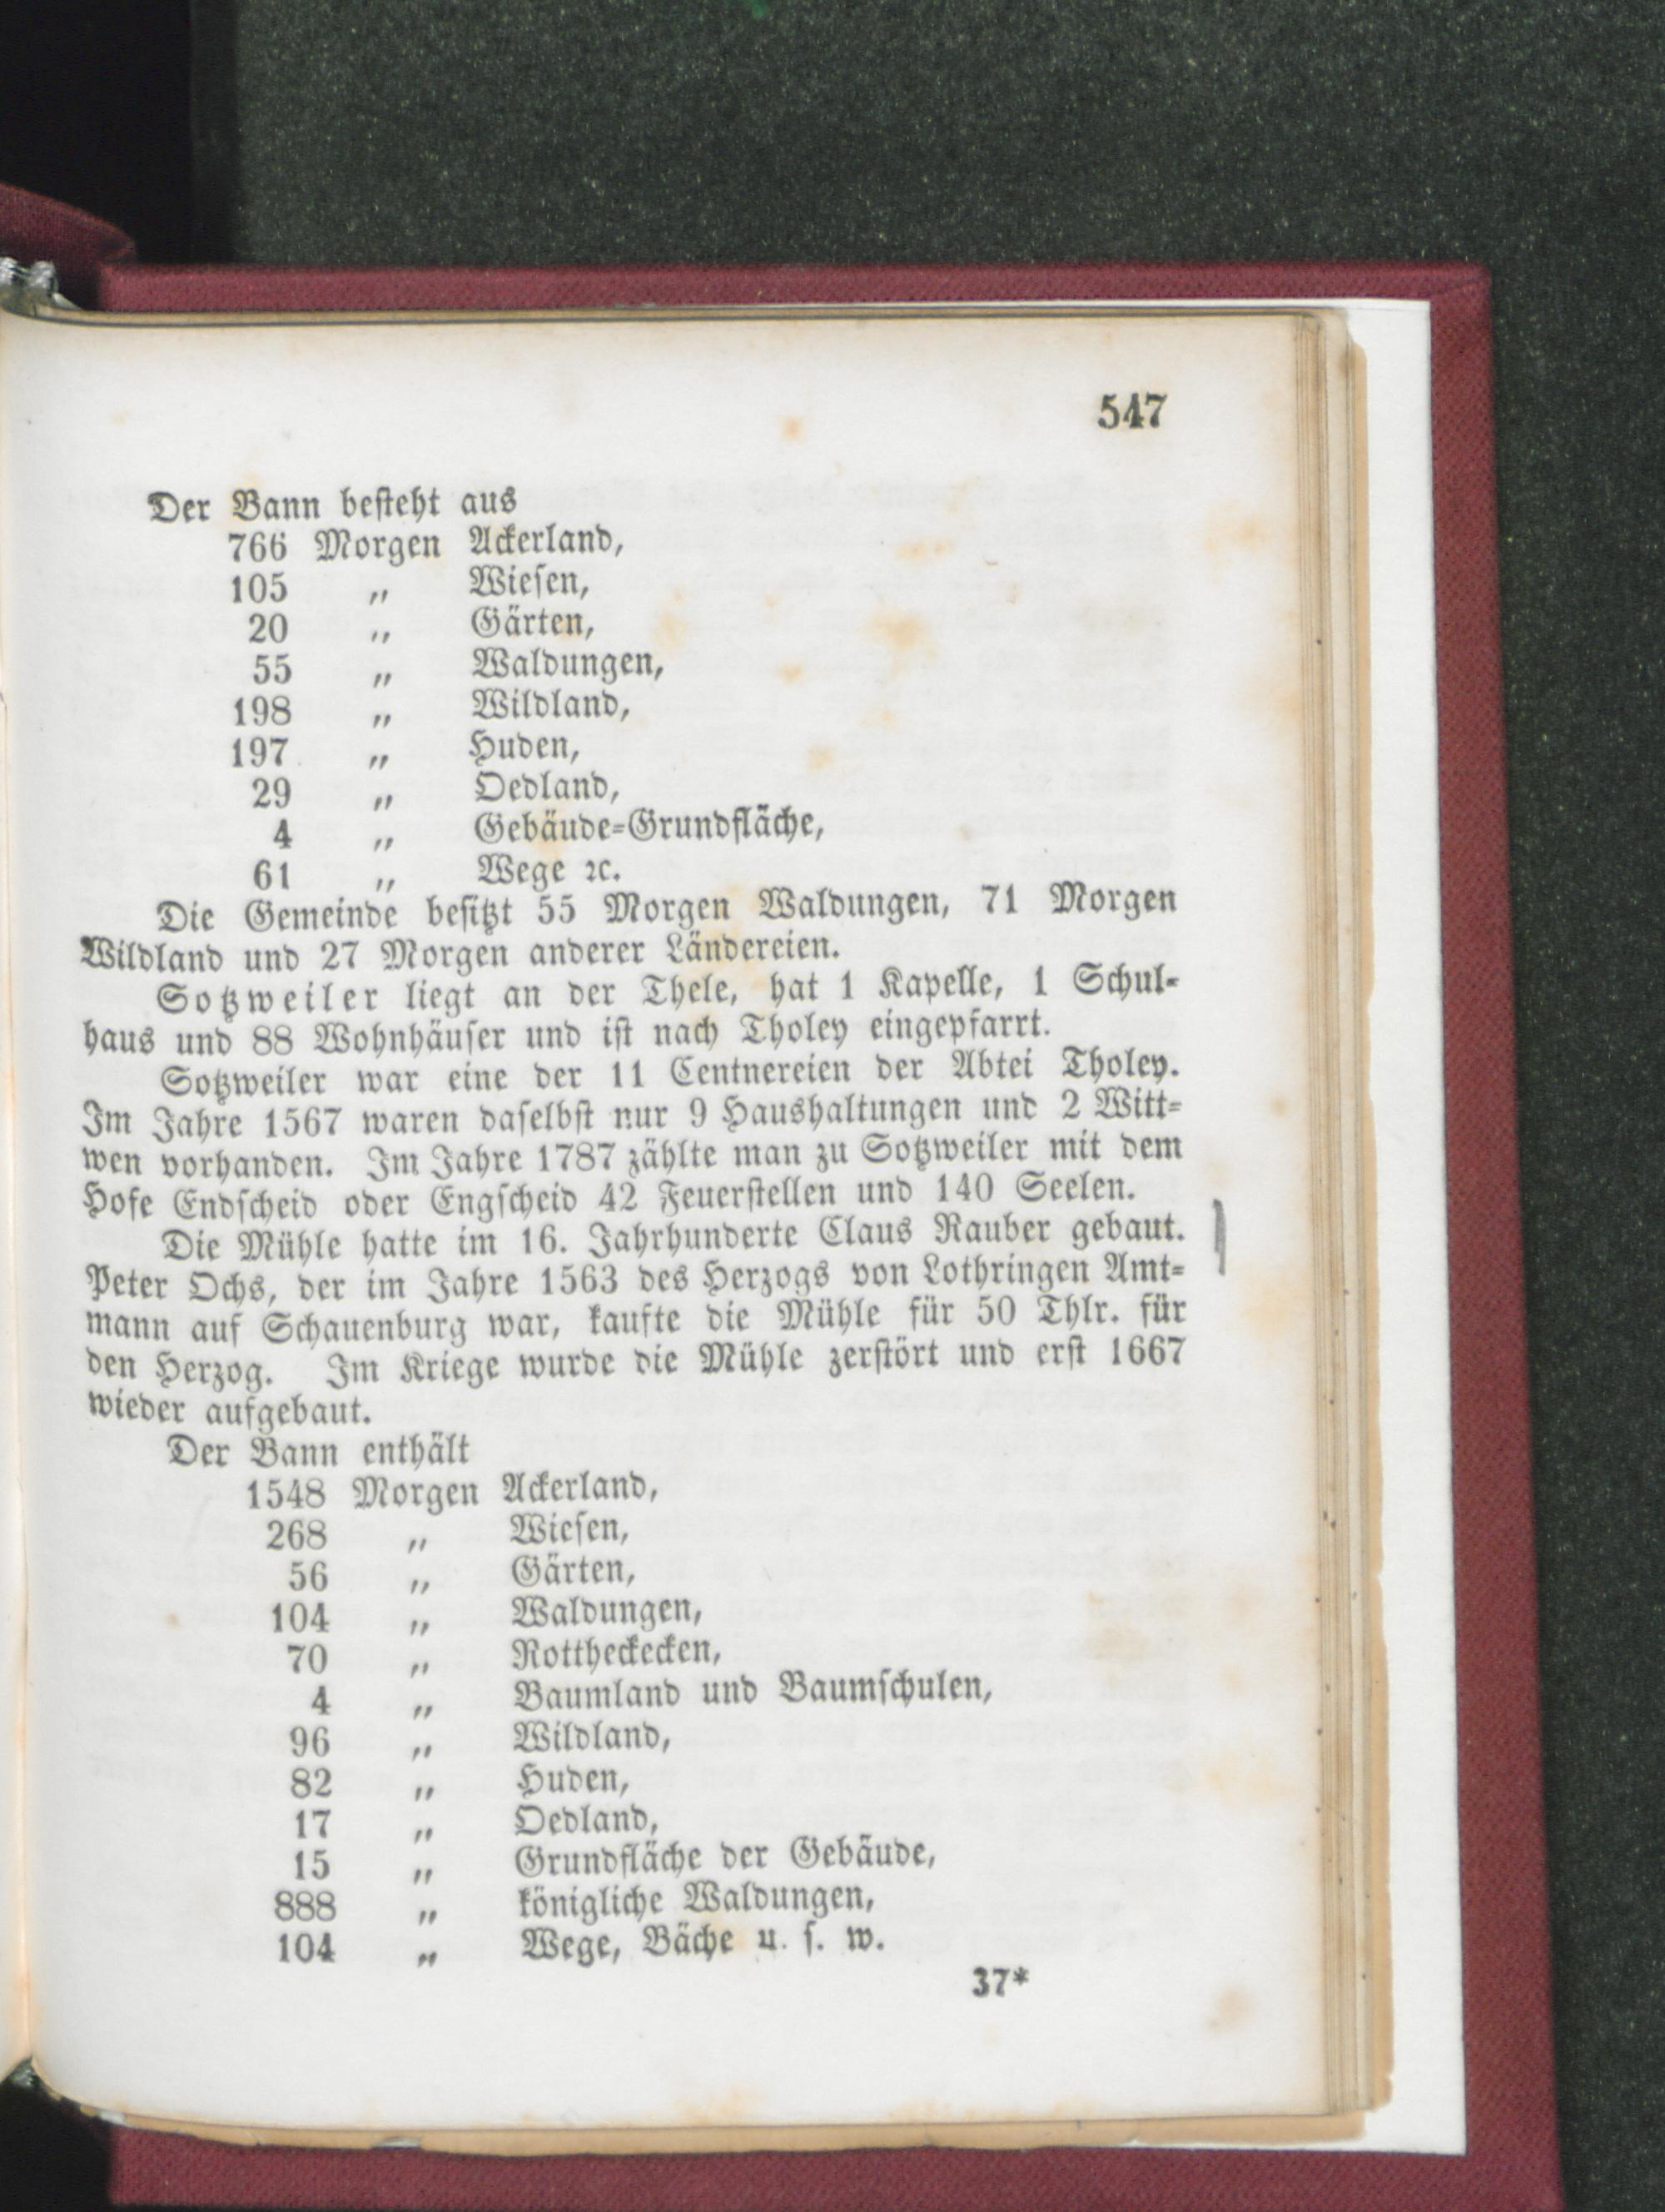 547
Der Bann besteht aus
766 Morgen Ackerland,
105 „ Wiesen,
20 „ Gärten,
55 „ Waldungen,
198 „ Wildland,
197 „ Huden,
29 „ Oedland,
4 „ Gebäude-Grundfläche,
61 „ Wege ꝛc.
Die Gemeinde besitzt 55 Morgen Waldungen, 71 Morgen
Wildland und 27 Morgen anderer Ländereien.
Sotzweiler liegt an der Thele, hat 1 Kapelle, 1 Schul-
haus und 88 Wohnhäuser und ist nach Tholey eingepfarrt.
Sotzweiler war eine der 11 Centnereien der Abtei Tholey.
Im Jahre 1567 waren daselbst nur 9 Haushaltungen und 2 Witt-
wen vorhanden. Im Jahre 1787 zählte man zu Sotzweiler mit dem
Hofe Endscheid oder Engscheid 42 Feuerstellen und 140 Seelen.
Die Mühle hatte im 16. Jahrhunderte Claus Rauber gebaut.
Peter Ochs, der im Jahre 1563 des Herzogs von Lothringen Amt-
mann auf Schauenburg war, kaufte die Mühle für 50 Thlr. für
den Herzog. Im Kriege wurde die Mühle zerstört und erst 1667
wieder aufgebaut.
Der Bann enthält
1548 Morgen Ackerland,
268 „ Wiesen,
56 „ Gärten,
104 „ Waldungen,
70 „ Rottheckecken,
4 „ Baumland und Baumschulen,
96 „ Wildland,
82 „ Huden,
17 „ Oedland,
15 „ Grundfläche der Gebäude,
888 „ königliche Waldungen,
104 „ Wege, Bäche u. s. w.
37*